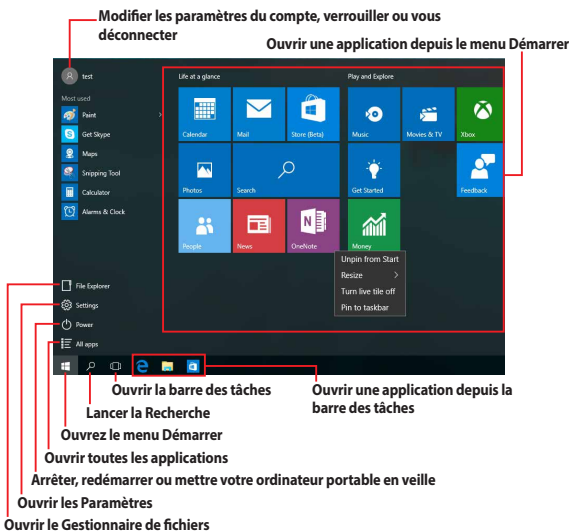 Modifier les paramètres du compte, verrouiller ou vous
déconnecter
Ouvrir une application depuis le menu Démarrer
test
Life at a glance
Play and Explore
Most used
Paint
Get Skype
Maps
Snipping Tool
Calculator
Alarms & Clock
Calendar
Mail
Store (Beta)
Music
Movies & TV
Xbox
Photos
Search
Get Started
Feedback
People
News
OneNote
Money
Unpin from Start
Resize
Turn live tile off
Pin to taskbar
File Explorer
Settings
Power
All apps
Ouvrir la barre des tâches
Ouvrir une application depuis la
barre des tâches
Lancer la Recherche
Ouvrez le menu Démarrer
Ouvrir toutes les applications
Arrêter, redémarrer ou mettre votre ordinateur portable en veille
Ouvrir les Paramètres
Ouvrir le Gestionnaire de fichiers